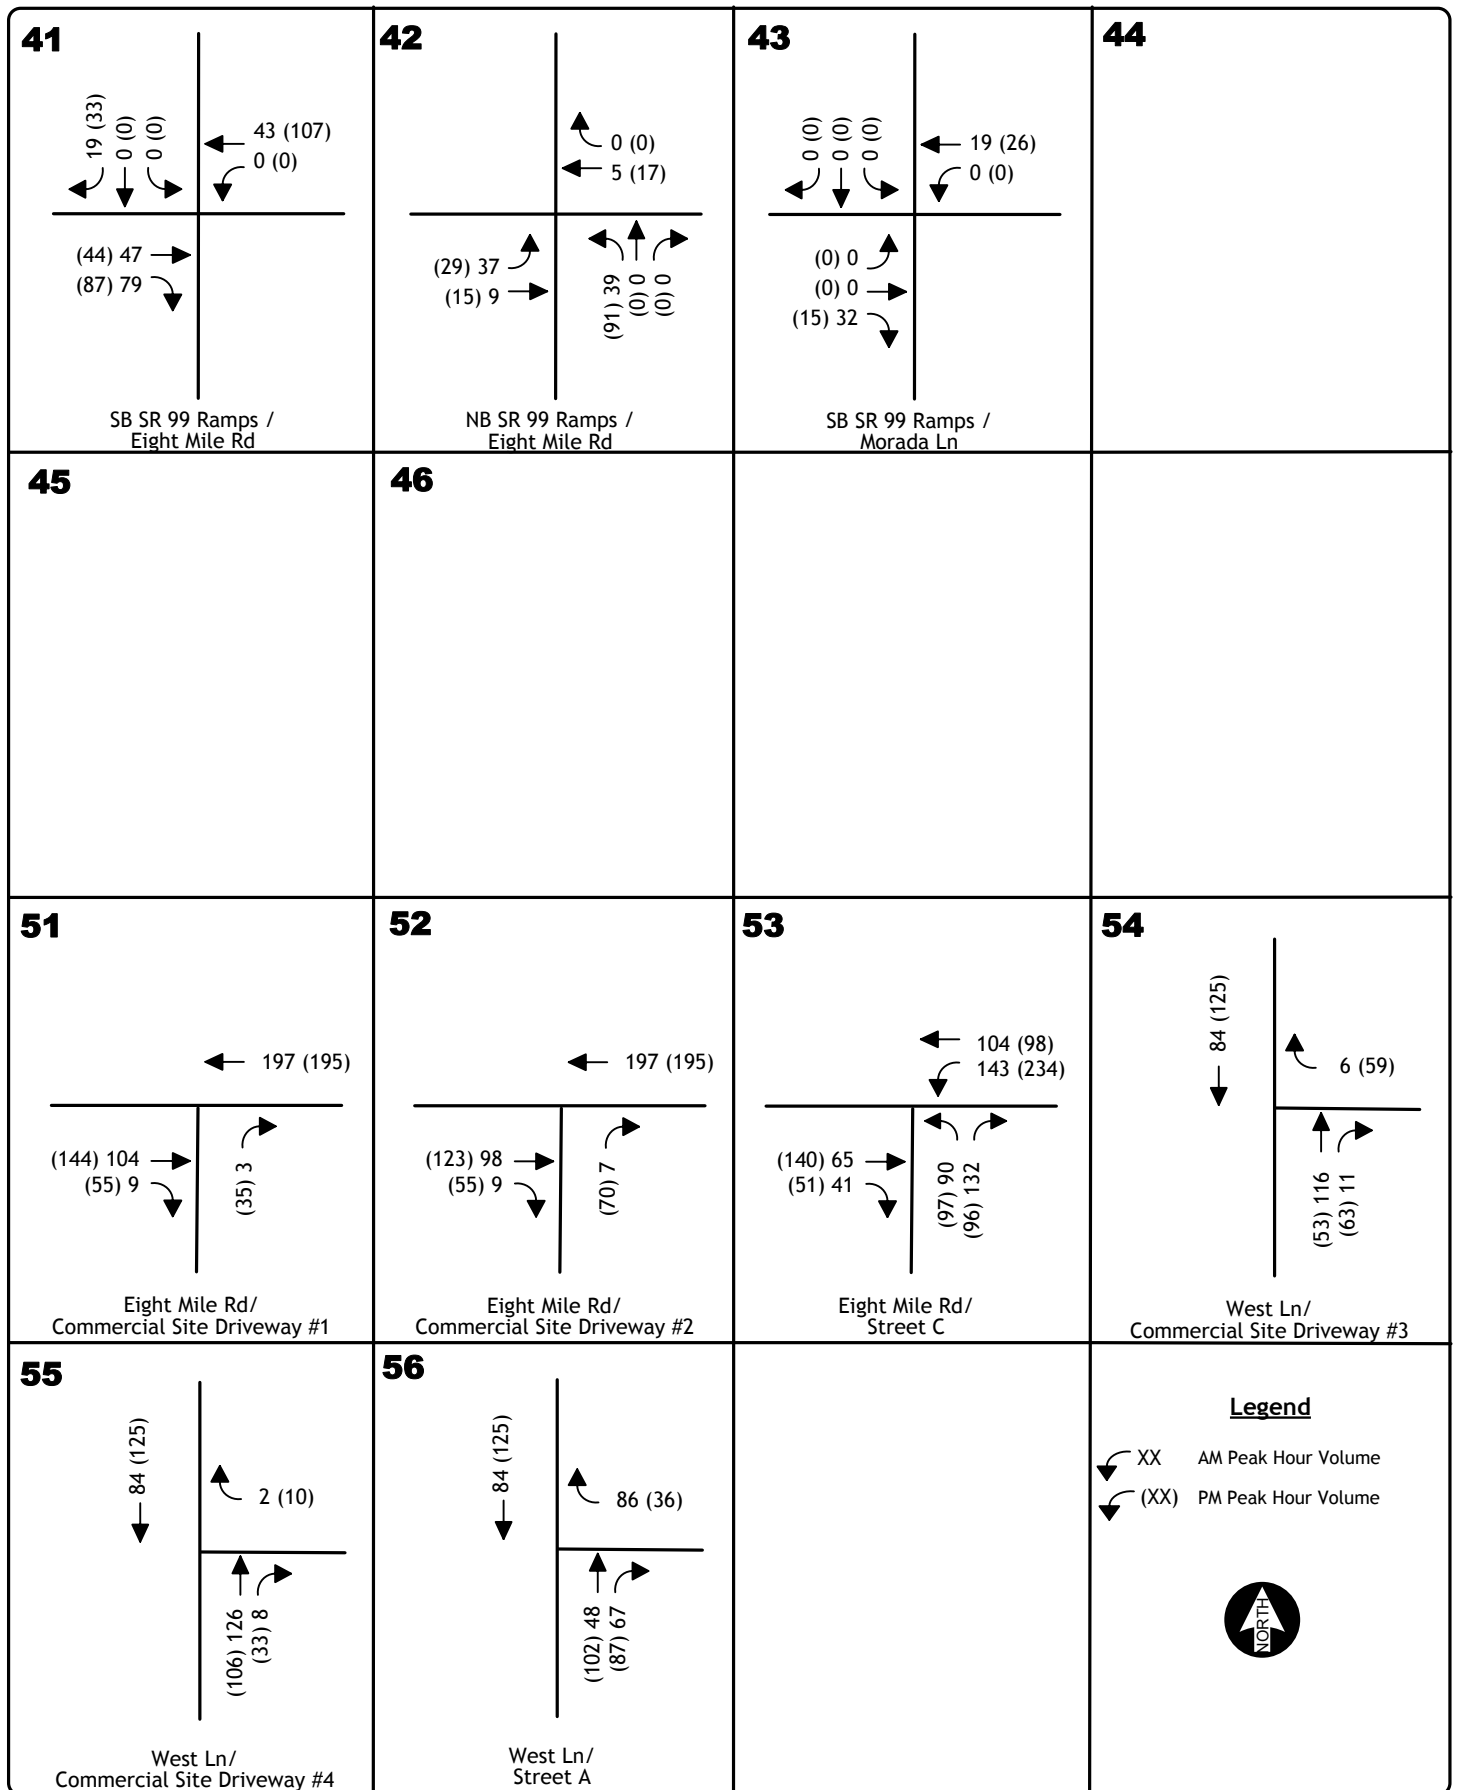 41
19 (33)
0 (0)
0 (0)
43 (107)
0 (0)
(44) 47
(87) 79
SB SR 99 Ramps /
Eight Mile Rd
42
0 (0)
5 (17)
(29) 37
(15) 9
(91) 39
(0) 0
(0) 0
NB SR 99 Ramps /
Eight Mile Rd
43
0 (0)
0 (0)
0 (0)
19 (26)
0 (0)
(0) 0
(0) 0
(15) 32
SB SR 99 Ramps /
Morada Ln
44
45
46
51
197 (195)
(144) 104
(55) 9
(35) 3
Eight Mile Rd/
Commercial Site Driveway #1
52
197 (195)
(123) 98
(55) 9
(70) 7
Eight Mile Rd/
Commercial Site Driveway #2
53
104 (98)
143 (234)
(140) 65
(51) 41
(97) 90
(96) 132
Eight Mile Rd/
Street C
54
84 (125)
6 (59)
(53) 116
(63) 11
West Ln/
Commercial Site Driveway #3
55
84 (125)
2 (10)
(106) 126
(33) 8
West Ln/
Commercial Site Driveway #4
56
84 (125)
86 (36)
(102) 48
(87) 67
West Ln/
Street A
Legend
XX AM Peak Hour Volume
(XX) PM Peak Hour Volume
NORTH